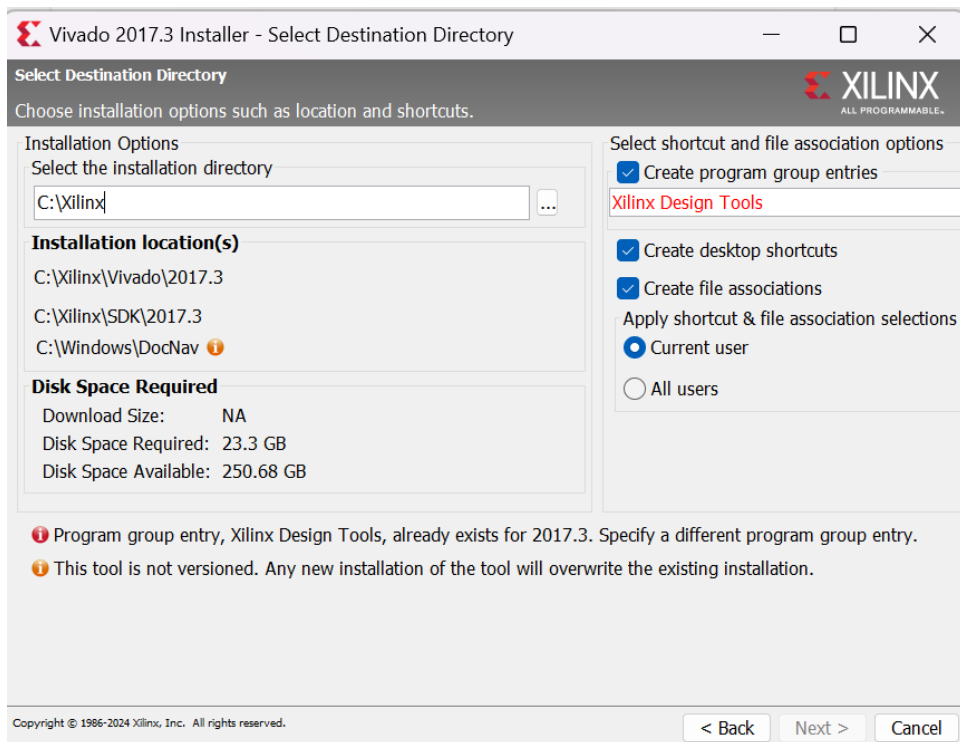 Vivado 2017.3 Installer - Select Destination Directory
Select Destination Directory
Choose installation options such as location and shortcuts.
XILINX
ALL PROGRAMMABLE.
Installation Options
Select the installation directory
C:\Xilinx
...
Installation location(s)
C:\Xilinx\Vivado\2017.3
C:\Xilinx\SDK\2017.3
C:\Windows\DocNav
Disk Space Required
Download Size: NA
Disk Space Required: 23.3 GB
Disk Space Available: 250.68 GB
Select shortcut and file association options
Create program group entries
Xilinx Design Tools
Create desktop shortcuts
Create file associations
Apply shortcut & file association selections
Current user
All users
Program group entry, Xilinx Design Tools, already exists for 2017.3. Specify a different program group entry.
This tool is not versioned. Any new installation of the tool will overwrite the existing installation.
Copyright © 1986-2024 Xilinx, Inc. All rights reserved.
< Back Next > Cancel